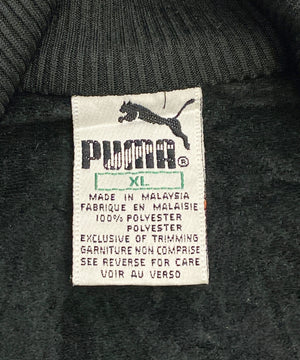 PUMA®
XL
MADE IN MALAYSIA
FABRIQUE EN MALAISIE
100% POLYESTER
POLYESTER
EXCLUSIVE OF TRIMMING
GARNITURE NON COMPRISE
SEE REVERSE FOR CARE
VOIR AU VERSO